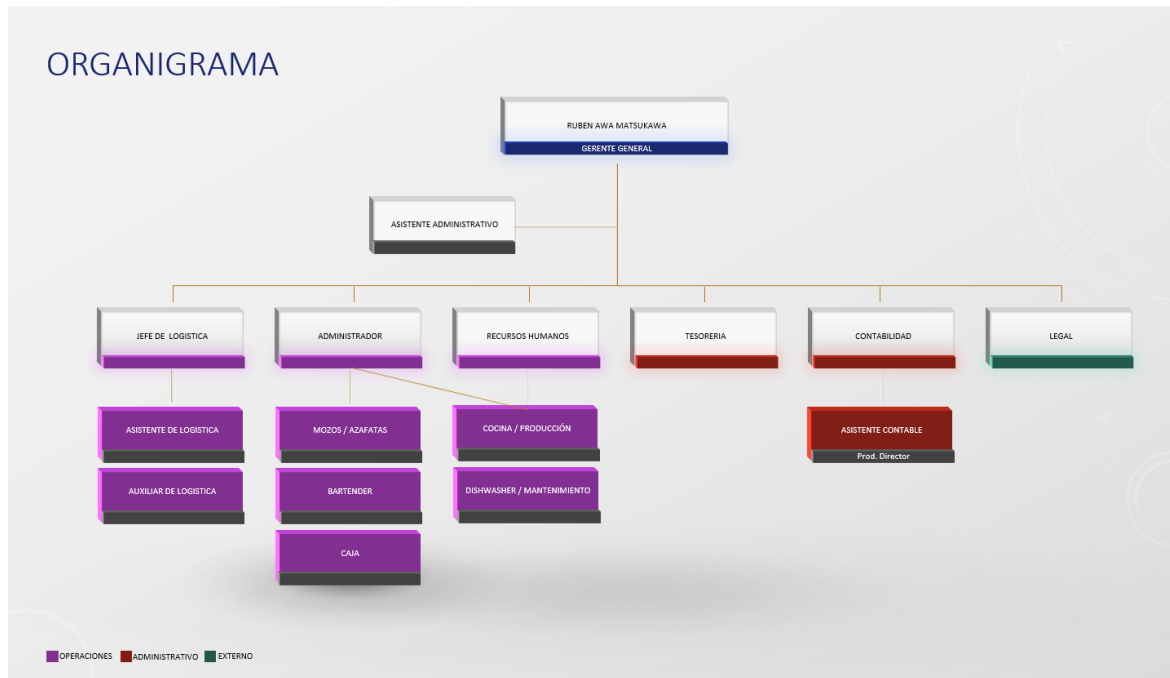 ORGANIGRAMA
RUBEN AWA MATSUKAWA
GERENTE GENERAL
ASISTENTE ADMINISTRATIVO
JEFE DE LOGISTICA
ADMINISTRADOR
RECURSOS HUMANOS
TESORERIA
CONTABILIDAD
LEGAL
ASISTENTE DE LOGISTICA
MOZOS / AZAFATAS
COCINA / PRODUCCIÓN
ASISTENTE CONTABLE
Prod. Director
AUXILIAR DE LOGISTICA
BARTENDER
DISHWASHER / MANTENIMIENTO
CAJA
OPERACIONES ADMINISTRATIVO EXTERNO